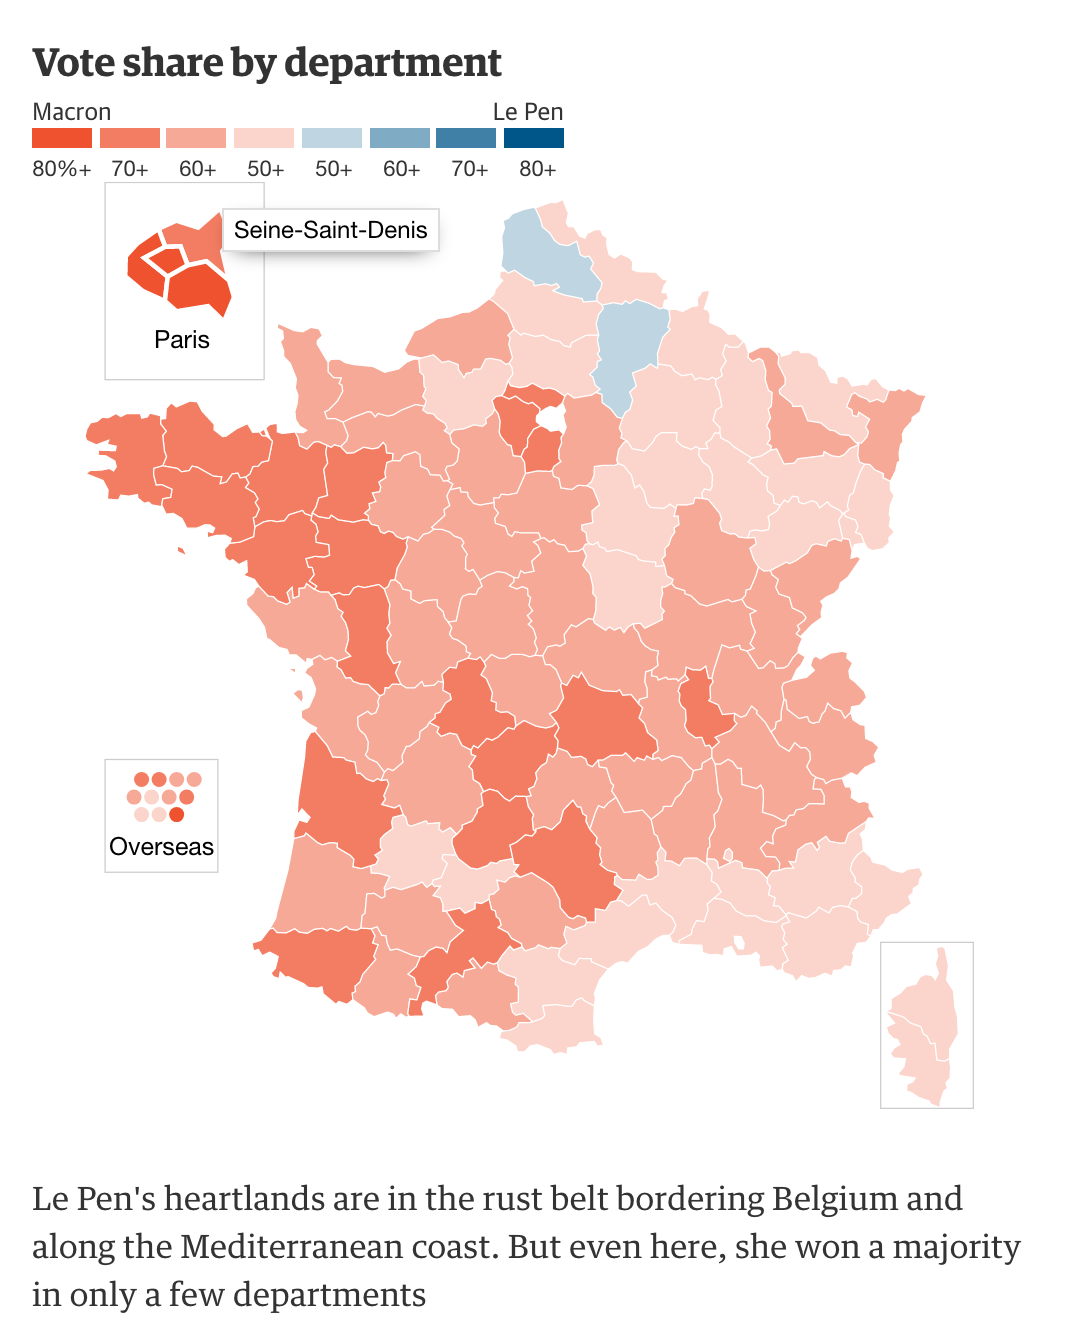 Vote share by department
Macron Le Pen
80%+ 70+ 60+ 50+ 50+ 60+ 70+ 80+
Seine-Saint-Denis
Paris
Overseas
Le Pen's heartlands are in the rust belt bordering Belgium and
along the Mediterranean coast. But even here, she won a majority
in only a few departments